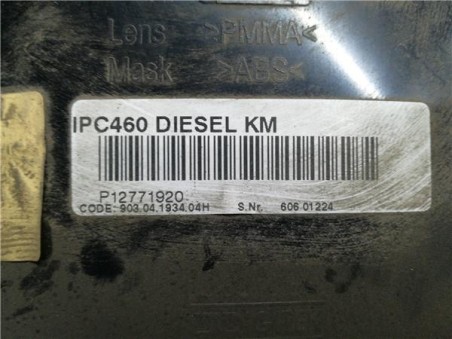 Lens >PMMA<
Mask >ABS<
IPC460 DIESEL KM
P12771920
CODE: 903.04.1934.04H S.Nr. 606 01224